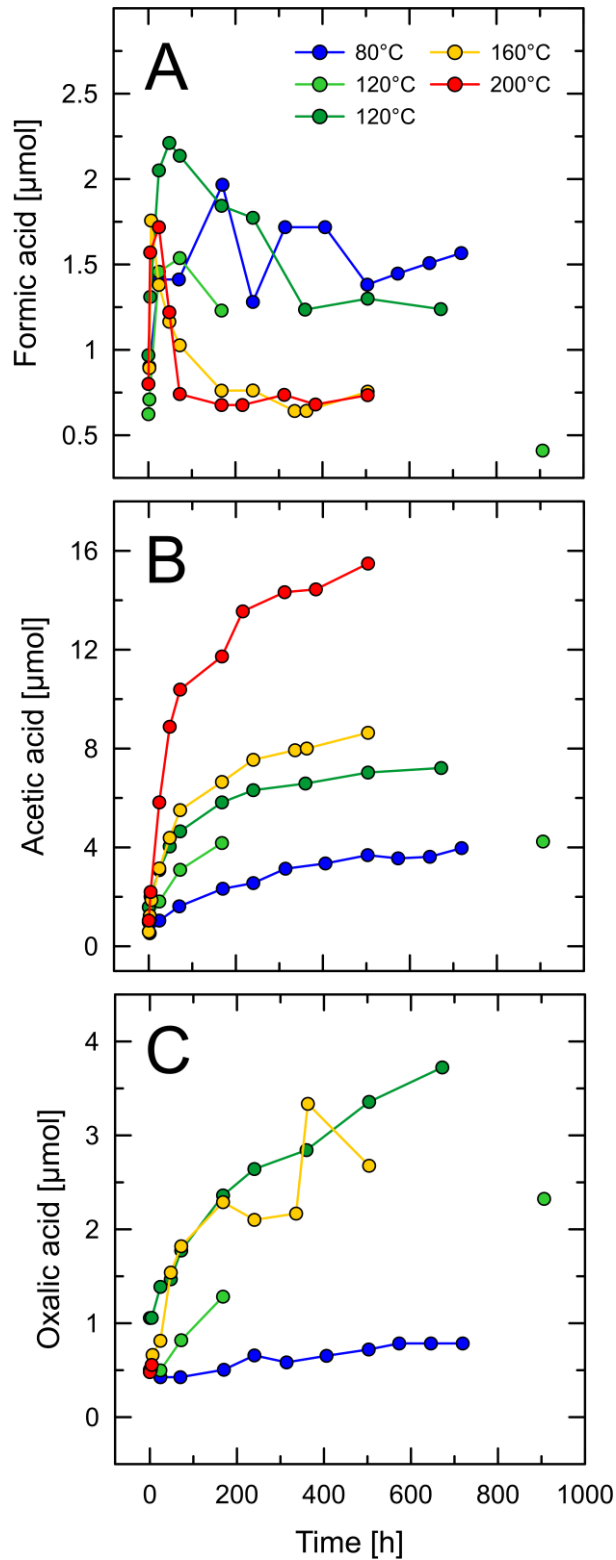 A
80°C
160°C
120°C
200°C
120°C
Formic acid [µmol]
2.5
2
1.5
1
0.5
B
Acetic acid [µmol]
16
12
8
4
0
C
Oxalic acid [µmol]
4
3
2
1
0
0 200 400 600 800 1000
Time [h]